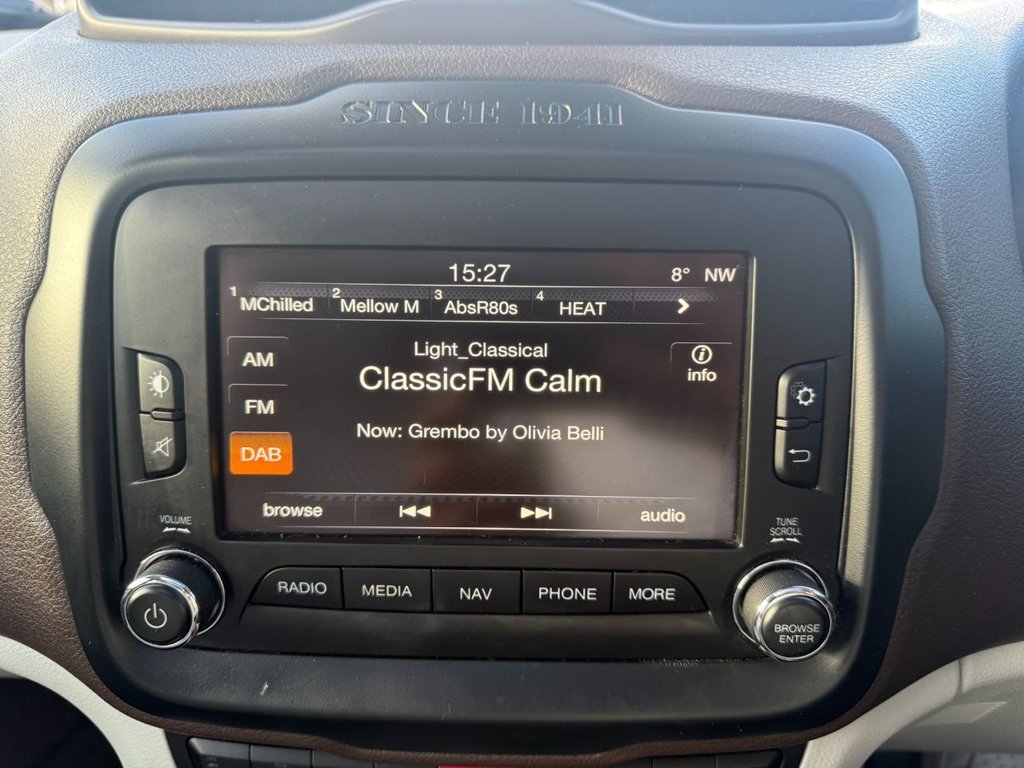 SINCE 1941
15:27 8° NW
1 MChilled 2 Mellow M 3 AbsR80s 4 HEAT
AM
Light_Classical
i
info
ClassicFM Calm
FM
Now: Grembo by Olivia Belli
DAB
browse audio
VOLUME
TUNE
SCROLL
RADIO MEDIA NAV PHONE MORE
BROWSE
ENTER